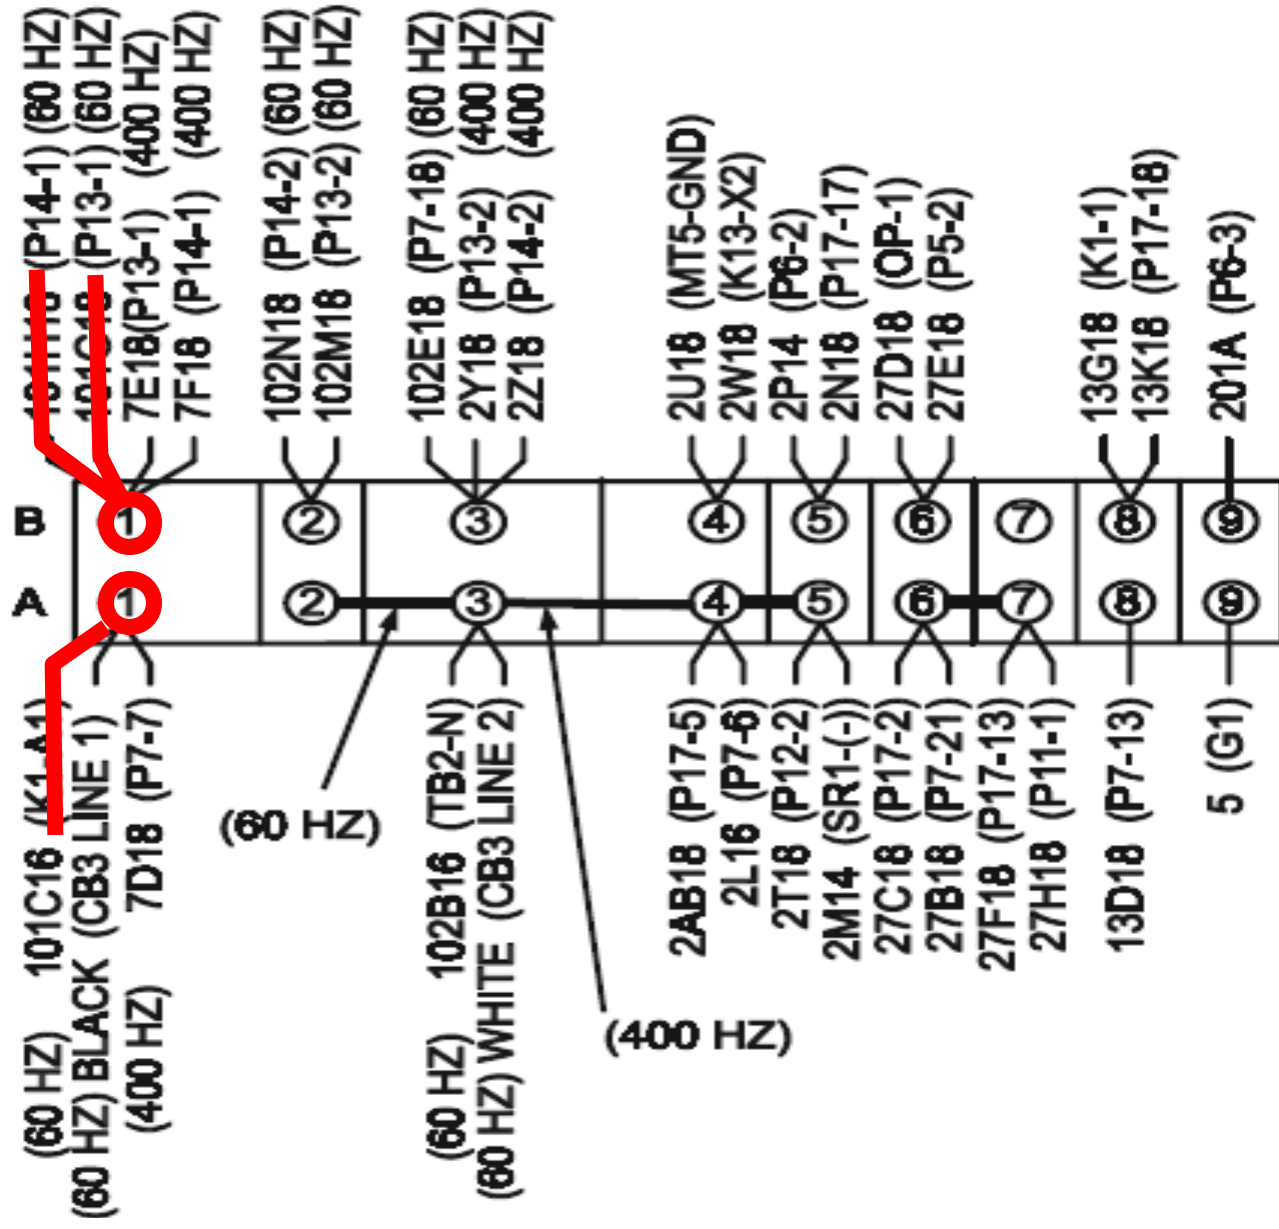 (P14-1) (60 HZ)
(P13-1) (60 HZ)
7E18(P13-1) (400 HZ)
7F18 (P14-1) (400 HZ)
102N18 (P14-2) (60 HZ)
102M18 (P13-2) (60 HZ)
102E18 (P7-18) (60 HZ)
2Y18 (P13-2) (400 HZ)
2Z18 (P14-2) (400 HZ)
2U18 (MT5-GND)
2W18 (K13-X2)
2P14 (P6-2)
2N18 (P17-17)
27D18 (OP-1)
27E18 (P5-2)
13G18 (K1-1)
13K18 (P17-18)
201A (P6-3)
B 1 2 3 4 5 6 7 8 9
A 1 2 3 4 5 6 7 8 9
(60 HZ) 101C16 (K1-A1)
(60 HZ) BLACK (CB3 LINE 1)
(400 HZ) 7D18 (P7-7)
(60 HZ)
(60 HZ) 102B16 (TB2-N)
(60 HZ) WHITE (CB3 LINE 2)
(400 HZ)
2AB18 (P17-5)
2L16 (P7-6)
2T18 (P12-2)
2M14 (SR1-(-)
27C18 (P17-2)
27B18 (P7-21)
27F18 (P17-13)
27H18 (P11-1)
13D18 (P7-13)
5 (G1)